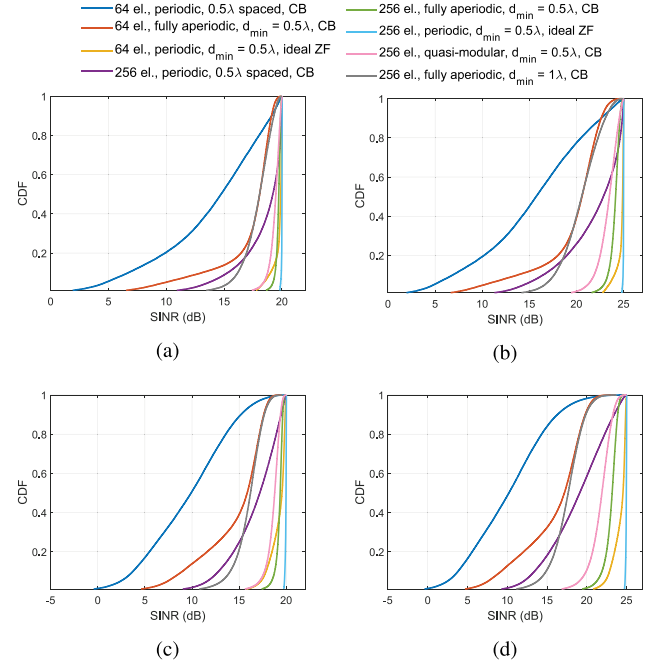 64 el., periodic, 0.5λ spaced, CB
64 el., fully aperiodic, d_min = 0.5λ, CB
64 el., periodic, d_min = 0.5λ, ideal ZF
256 el., periodic, 0.5λ spaced, CB
256 el., fully aperiodic, d_min = 0.5λ, CB
256 el., periodic, d_min = 0.5λ, ideal ZF
256 el., quasi-modular, d_min = 0.5λ, CB
256 el., fully aperiodic, d_min = 1λ, CB
1
0.8
0.6
0.4
0.2
CDF
0 5 10 15 20
SINR (dB)
(a)
1
0.8
0.6
0.4
0.2
CDF
0 5 10 15 20 25
SINR (dB)
(b)
1
0.8
0.6
0.4
0.2
CDF
-5 0 5 10 15 20
SINR (dB)
(c)
1
0.8
0.6
0.4
0.2
CDF
-5 0 5 10 15 20 25
SINR (dB)
(d)